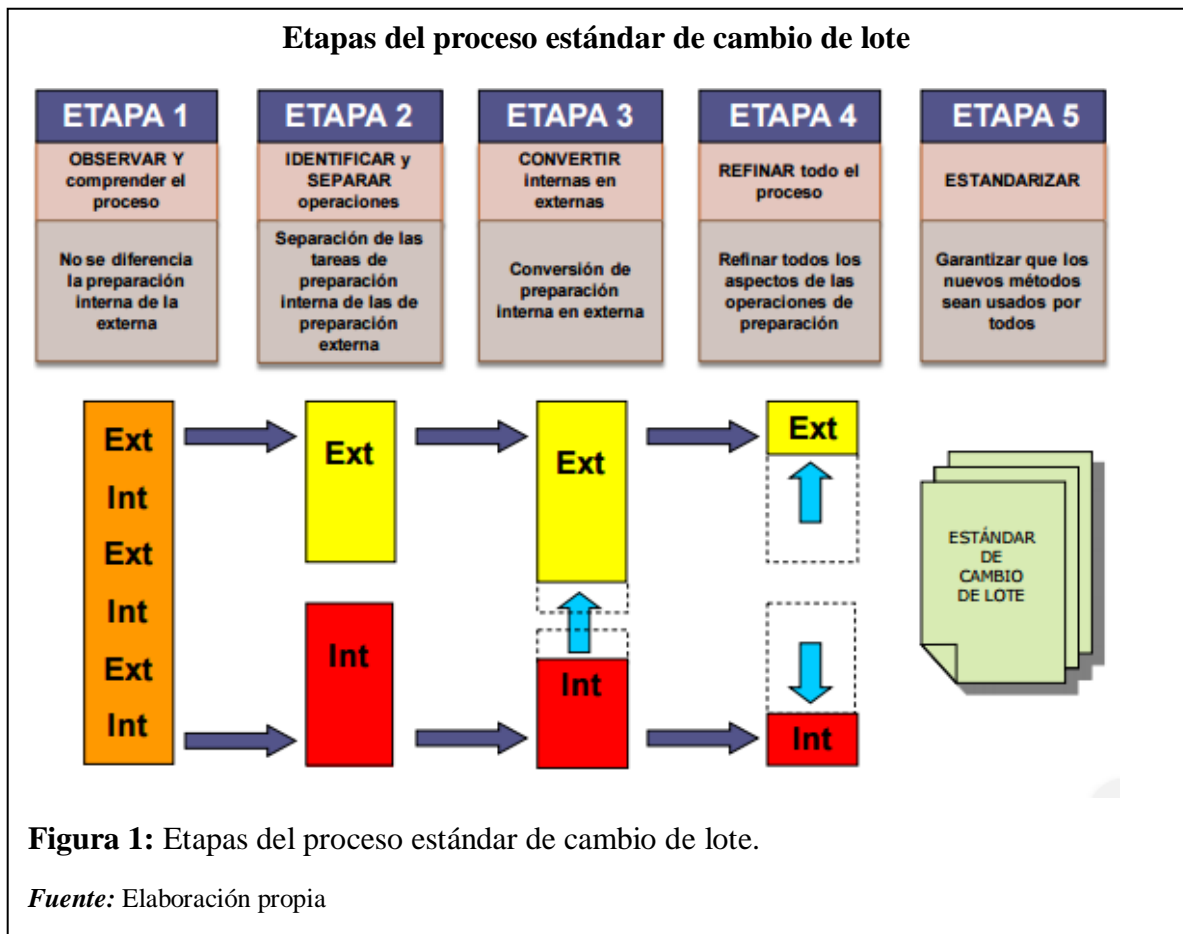 Etapas del proceso estándar de cambio de lote
ETAPA 1
OBSERVAR Y
comprender el
proceso
No se diferencia
la preparación
interna de la
externa
ETAPA 2
IDENTIFICAR y
SEPARAR
operaciones
Separación de las
tareas de
preparación
interna de las de
preparación
externa
ETAPA 3
CONVERTIR
internas en
externas
Conversión de
preparación
interna en externa
ETAPA 4
REFINAR todo el
proceso
Refinar todos los
aspectos de las
operaciones de
preparación
ETAPA 5
ESTANDARIZAR
Garantizar que los
nuevos métodos
sean usados por
todos
Ext
Int
Ext
Int
Ext
Int
Ext
Int
Ext
Int
Ext
Int
ESTÁNDAR
DE
CAMBIO
DE LOTE
Figura 1: Etapas del proceso estándar de cambio de lote.
Fuente: Elaboración propia